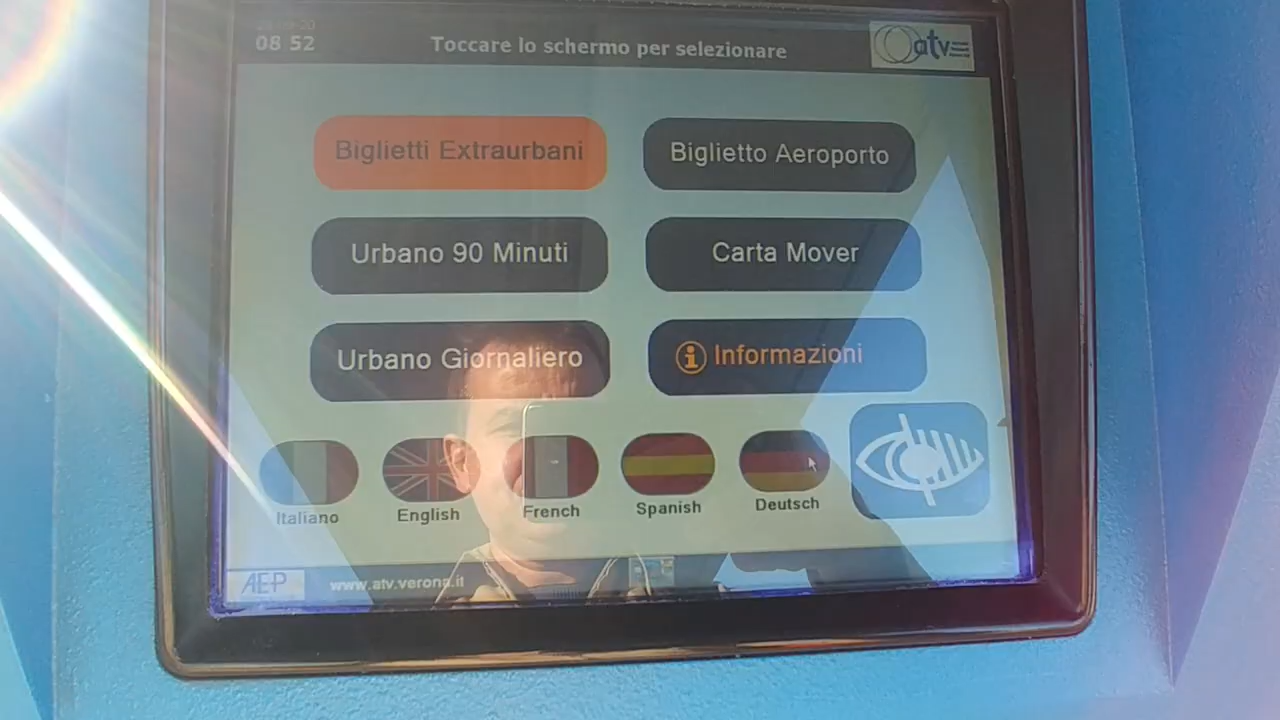 08 52
Toccare lo schermo per selezionare
atv
Biglietti Extraurbani
Biglietto Aeroporto
Urbano 90 Minuti
Carta Mover
Urbano Giornaliero
Informazioni
Italiano
English
French
Spanish
Deutsch
AEP
www.atv.verona.it